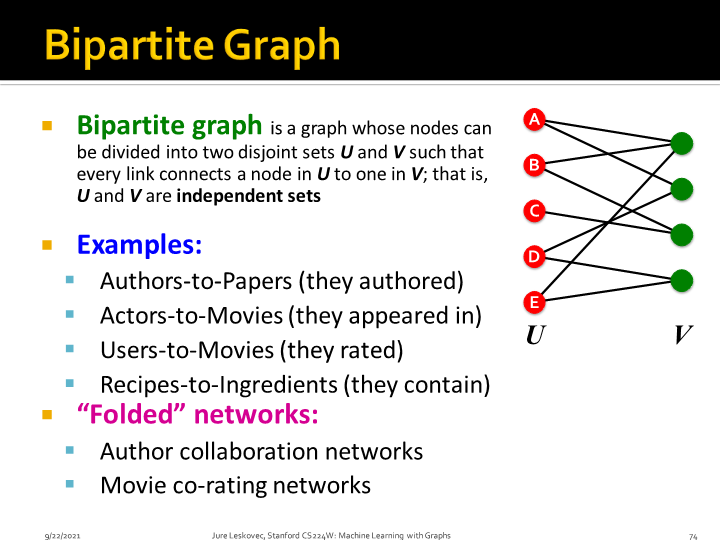 Bipartite Graph
Bipartite graph is a graph whose nodes can
be divided into two disjoint sets U and V such that
every link connects a node in U to one in V; that is,
U and V are independent sets
Examples:
Authors-to-Papers (they authored)
Actors-to-Movies (they appeared in)
Users-to-Movies (they rated)
Recipes-to-Ingredients (they contain)
“Folded” networks:
Author collaboration networks
Movie co-rating networks
A
B
C
D
E
U V
9/22/2021 Jure Leskovec, Stanford CS224W: Machine Learning with Graphs 74